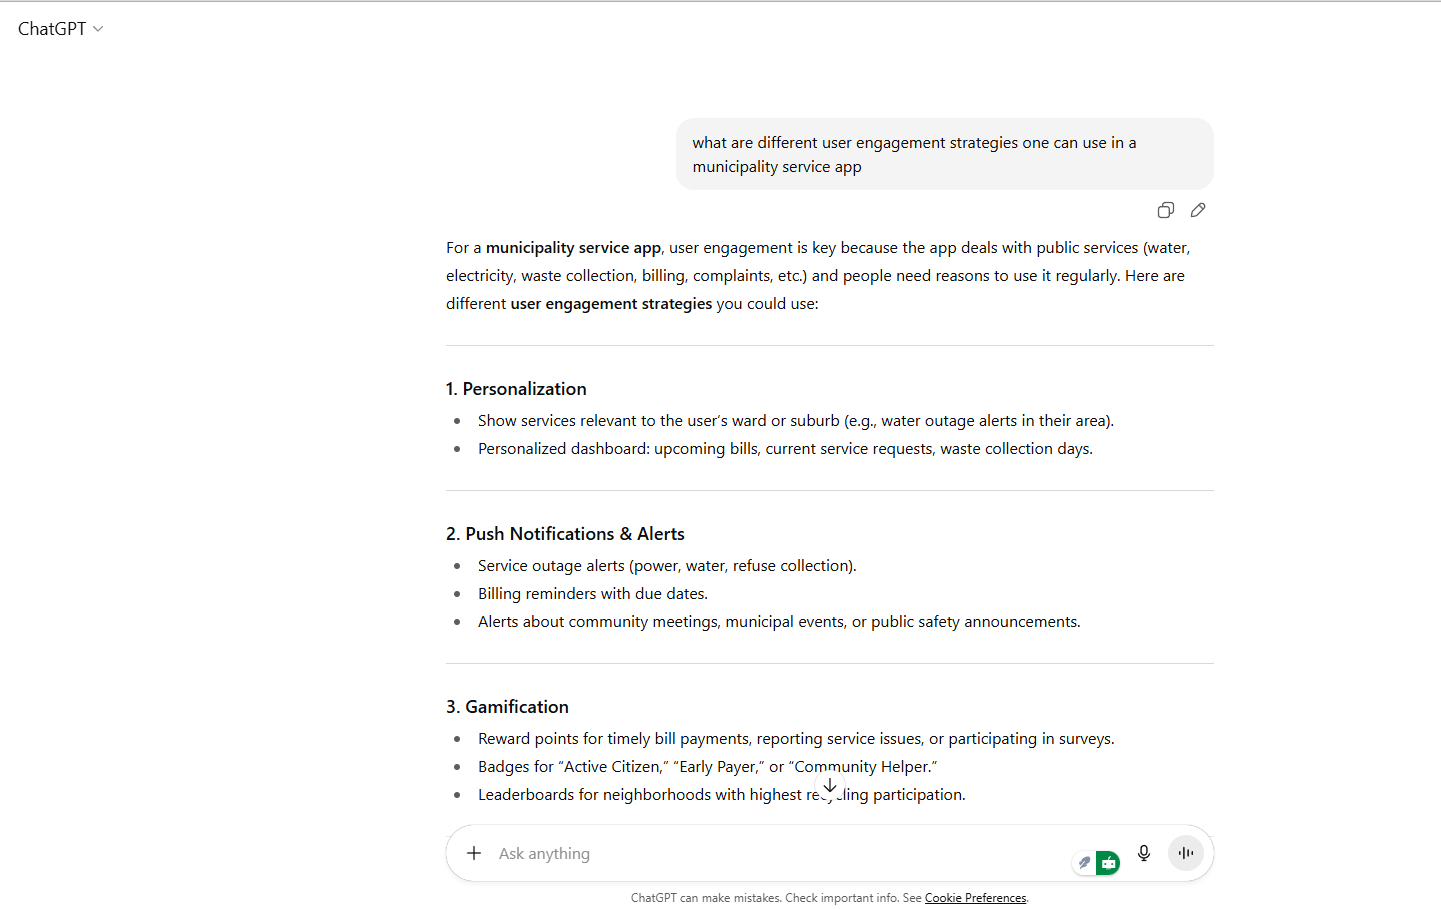 ChatGPT
what are different user engagement strategies one can use in a
municipality service app
For a municipality service app, user engagement is key because the app deals with public services (water,
electricity, waste collection, billing, complaints, etc.) and people need reasons to use it regularly. Here are
different user engagement strategies you could use:
1. Personalization
• Show services relevant to the user’s ward or suburb (e.g., water outage alerts in their area).
• Personalized dashboard: upcoming bills, current service requests, waste collection days.
2. Push Notifications & Alerts
• Service outage alerts (power, water, refuse collection).
• Billing reminders with due dates.
• Alerts about community meetings, municipal events, or public safety announcements.
3. Gamification
• Reward points for timely bill payments, reporting service issues, or participating in surveys.
• Badges for “Active Citizen,” “Early Payer,” or “Community Helper.”
• Leaderboards for neighborhoods with highest recycling participation.
Ask anything
ChatGPT can make mistakes. Check important info. See Cookie Preferences.